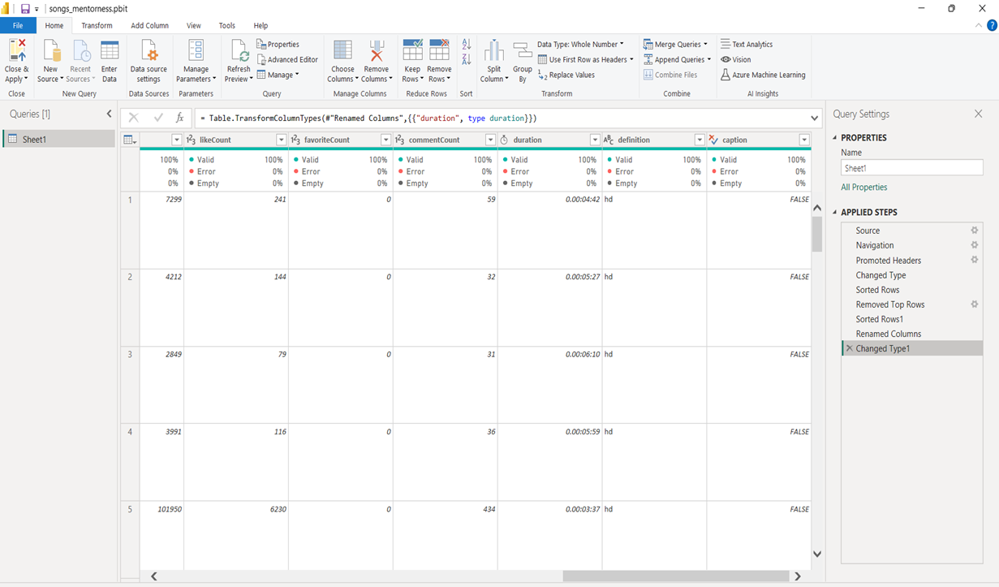 songs_mentorness.pbit
File Home Transform Add Column View Tools Help
Close & Apply
Close
New Source
Recent Sources
Enter Data
New Query
Data source settings
Data Sources
Manage Parameters
Parameters
Refresh Preview
Properties
Advanced Editor
Manage
Query
Choose Columns
Remove Columns
Manage Columns
Keep Rows
Remove Rows
Reduce Rows
Sort
Split Column
Group By
Data Type: Whole Number
Use First Row as Headers
Replace Values
Transform
Merge Queries
Append Queries
Combine Files
Combine
Text Analytics
Vision
Azure Machine Learning
AI Insights
Queries [1]
Sheet1
= Table.TransformColumnTypes(#"Renamed Columns",{{"duration", type duration}})
likeCount favoriteCount commentCount duration definition caption
100% Valid 100% Valid 100% Valid 100% Valid 100% Valid 100% Valid 100%
0% Error 0% Error 0% Error 0% Error 0% Error 0% Error 0%
0% Empty 0% Empty 0% Empty 0% Empty 0% Empty 0% Empty 0%
1 7299 241 0 59 0.00:04:42 hd FALSE
2 4212 144 0 32 0.00:05:27 hd FALSE
3 2849 79 0 31 0.00:06:10 hd FALSE
4 3991 116 0 36 0.00:05:59 hd FALSE
5 101950 6230 0 434 0.00:03:37 hd FALSE
Query Settings
PROPERTIES
Name
Sheet1
All Properties
APPLIED STEPS
Source
Navigation
Promoted Headers
Changed Type
Sorted Rows
Removed Top Rows
Sorted Rows1
Renamed Columns
Changed Type1